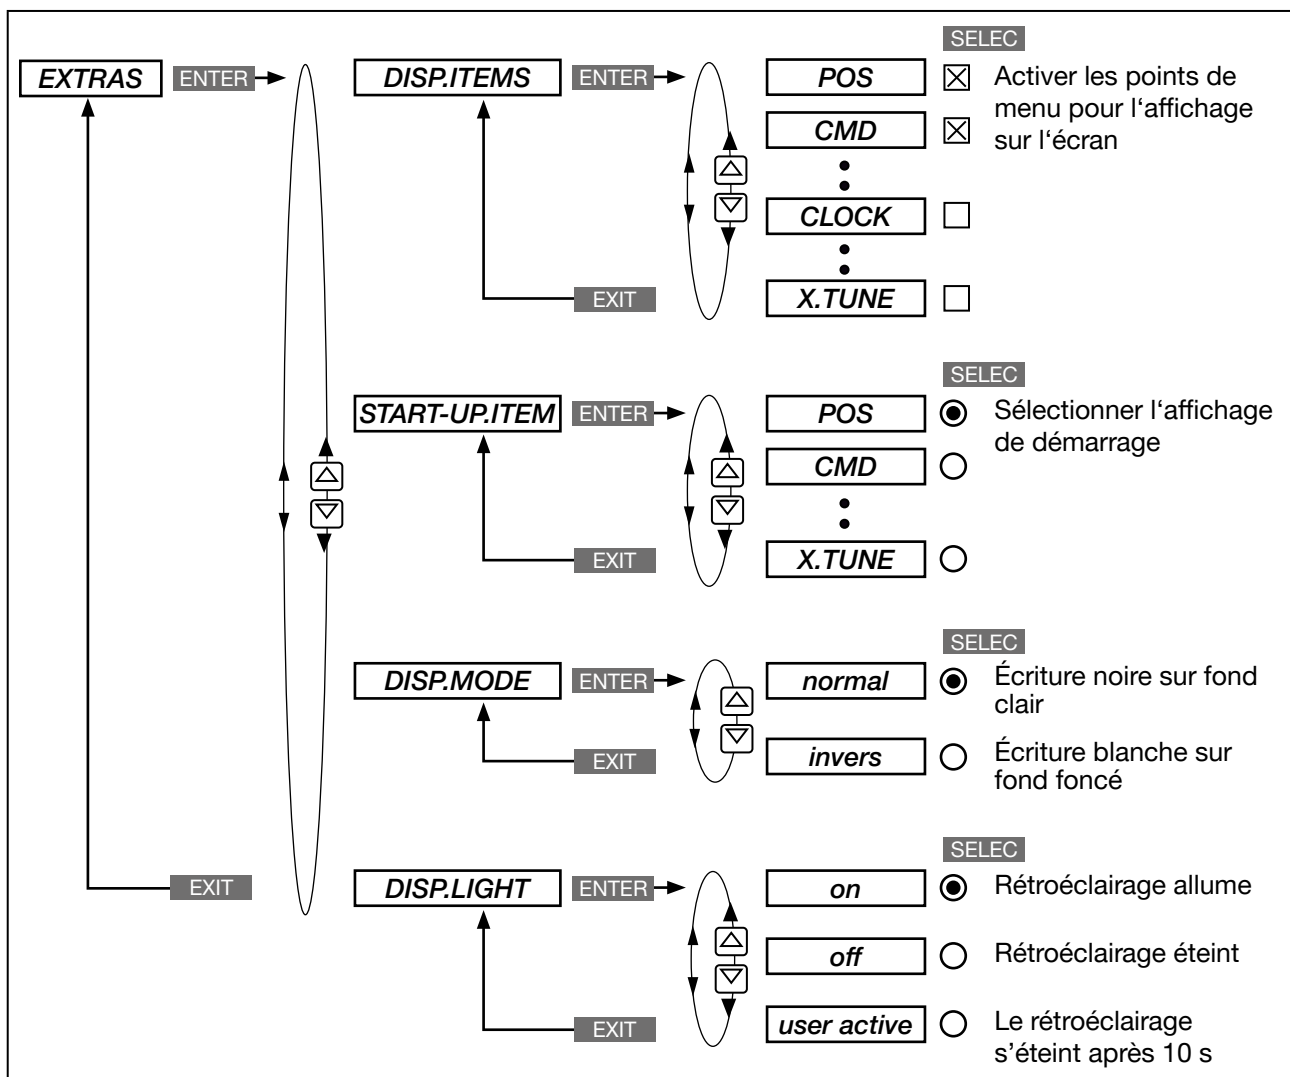 SELEC
EXTRAS ENTER DISP.ITEMS ENTER POS Activer les points de
menu pour l‘affichage
CMD sur l‘écran
CLOCK
EXIT X.TUNE
SELEC
START-UP.ITEM ENTER POS Sélectionner l‘affichage
de démarrage
CMD
EXIT X.TUNE
SELEC
DISP.MODE ENTER normal Écriture noire sur fond
clair
EXIT invers Écriture blanche sur
fond foncé
SELEC
EXIT DISP.LIGHT ENTER on Rétroéclairage allume
off Rétroéclairage éteint
EXIT user active Le rétroéclairage
s’éteint après 10 s